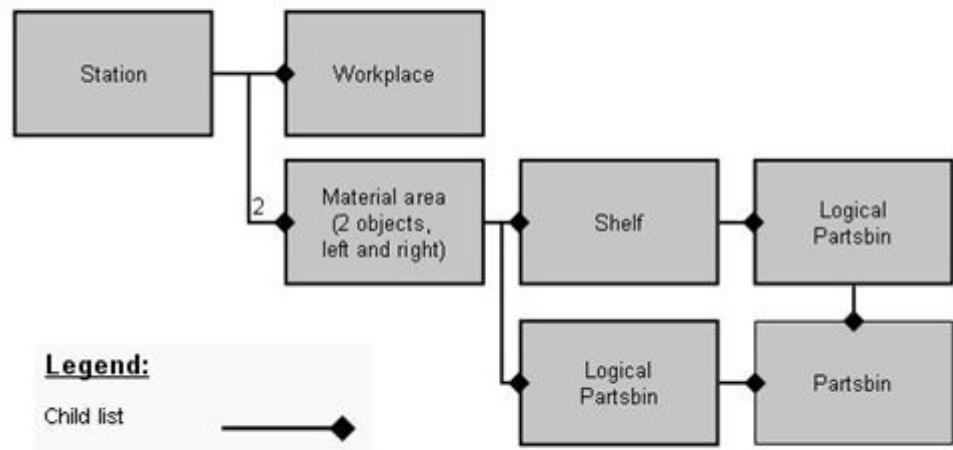 Station
Workplace
2
Material area
(2 objects,
left and right)
Shelf
Logical
Partsbin
Logical
Partsbin
Partsbin
Legend:
Child list